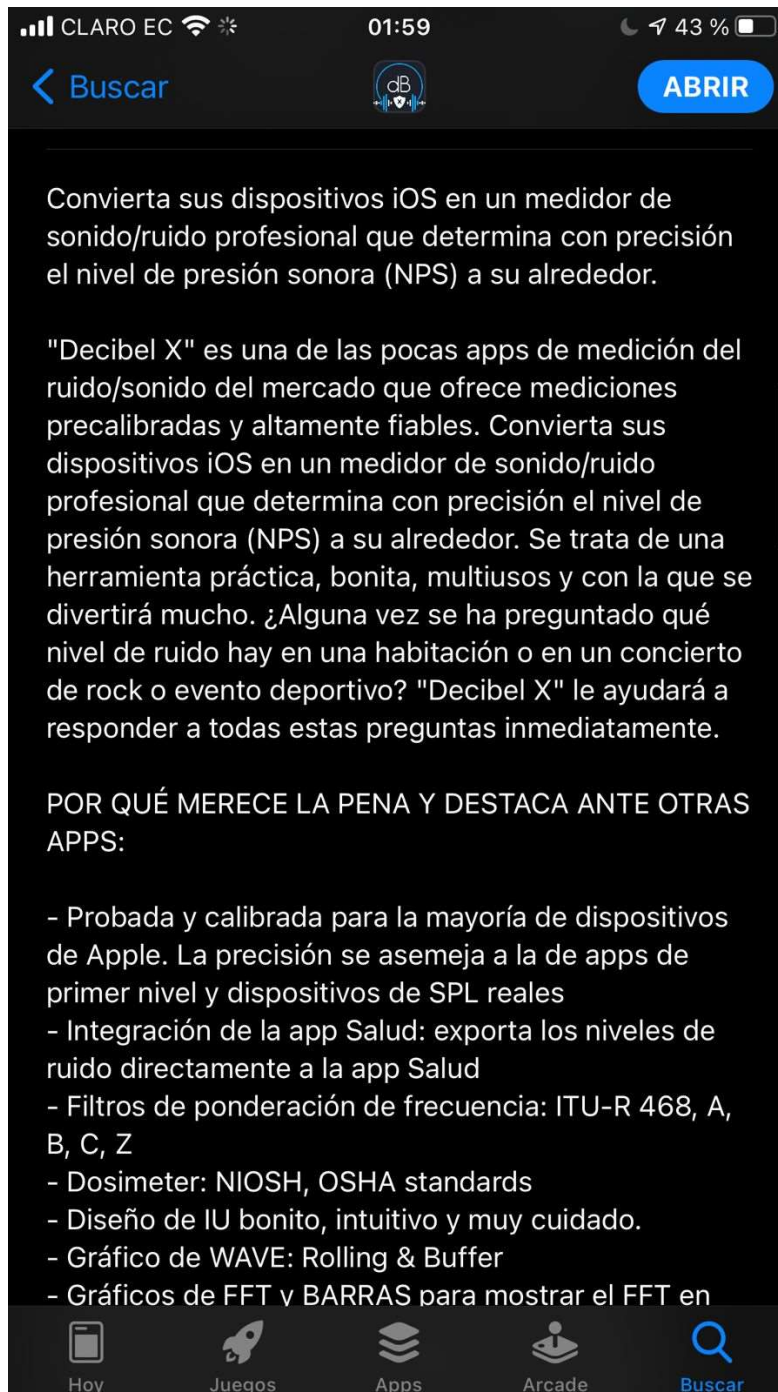 CLARO EC
01:59
43 %
Buscar
dB
ABRIR
Convierta sus dispositivos iOS en un medidor de
sonido/ruido profesional que determina con precisión
el nivel de presión sonora (NPS) a su alrededor.
"Decibel X" es una de las pocas apps de medición del
ruido/sonido del mercado que ofrece mediciones
precalibradas y altamente fiables. Convierta sus
dispositivos iOS en un medidor de sonido/ruido
profesional que determina con precisión el nivel de
presión sonora (NPS) a su alrededor. Se trata de una
herramienta práctica, bonita, multiusos y con la que se
divertirá mucho. ¿Alguna vez se ha preguntado qué
nivel de ruido hay en una habitación o en un concierto
de rock o evento deportivo? "Decibel X" le ayudará a
responder a todas estas preguntas inmediatamente.
POR QUÉ MERECE LA PENA Y DESTACA ANTE OTRAS
APPS:
- Probada y calibrada para la mayoría de dispositivos
de Apple. La precisión se asemeja a la de apps de
primer nivel y dispositivos de SPL reales
- Integración de la app Salud: exporta los niveles de
ruido directamente a la app Salud
- Filtros de ponderación de frecuencia: ITU-R 468, A,
B, C, Z
- Dosimeter: NIOSH, OSHA standards
- Diseño de IU bonito, intuitivo y muy cuidado.
- Gráfico de WAVE: Rolling & Buffer
- Gráficos de FFT y BARRAS para mostrar el FFT en
Hoy
Juegos
Apps
Arcade
Buscar